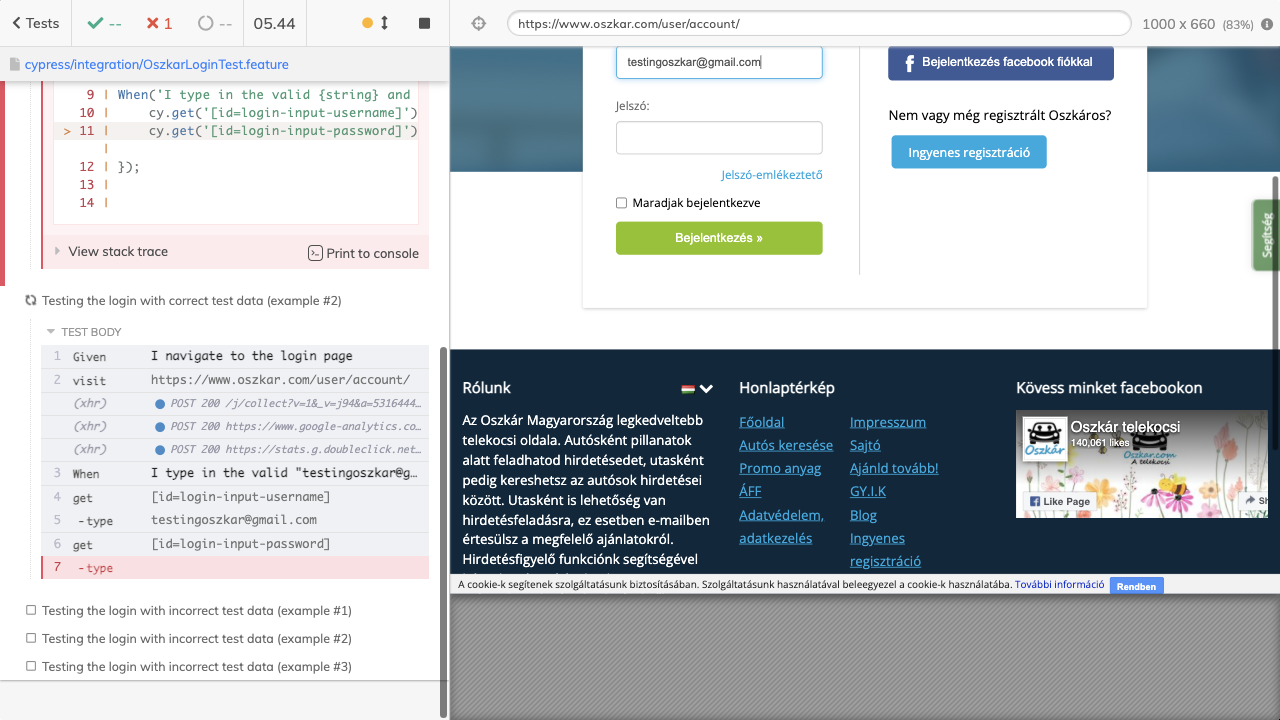 Tests
--
1
--
05.44
https://www.oszkar.com/user/account/
1000 x 660 (83%)
cypress/integration/OszkarLoginTest.feature
9 | When('I type in the valid {string} and
10 | cy.get('[id=login-input-username]')
> 11 | cy.get('[id=login-input-password]')
|
12 | });
13 |
14 |
View stack trace
Print to console
Testing the login with correct test data (example #2)
TEST BODY
1 Given I navigate to the login page
2 visit https://www.oszkar.com/user/account/
(xhr) POST 200 /j/collect?v=1&_v=j94&a=5316444…
(xhr) POST 200 https://www.google-analytics.co…
(xhr) POST 200 https://stats.g.doubleclick.net…
3 When I type in the valid "testingoszkar@g…
4 get [id=login-input-username]
5 -type testingoszkar@gmail.com
6 get [id=login-input-password]
7 -type
Testing the login with incorrect test data (example #1)
Testing the login with incorrect test data (example #2)
Testing the login with incorrect test data (example #3)
testingoszkar@gmail.com
Jelszó:
Jelszó-emlékeztető
Maradjak bejelentkezve
Bejelentkezés »
Bejelentkezés facebook fiókkal
Nem vagy még regisztrált Oszkáros?
Ingyenes regisztráció
Segítség
Rólunk
Az Oszkár Magyarország legkedveltebb
telekocsi oldala. Autósként pillanatok
alatt feladhatod hirdetésedet, utasként
pedig kereshetsz az autósok hirdetései
között. Utasként is lehetőség van
hirdetésfeladásra, ez esetben e-mailben
értesülsz a megfelelő ajánlatokról.
Hirdetésfigyelő funkciónk segítségével
Honlaptérkép
Főoldal
Autós keresése
Promo anyag
ÁFF
Adatvédelem,
adatkezelés
Impresszum
Sajtó
Ajánld tovább!
GY.I.K
Blog
Ingyenes
regisztráció
Kövess minket facebookon
Oszkár telekocsi
140,061 likes
Oszkár
Oszkar.com
A telekocsi
Like Page
Sh
A cookie-k segítenek szolgáltatásunk biztosításában. Szolgáltatásunk használatával beleegyezel a cookie-k használatába. További információ
Rendben